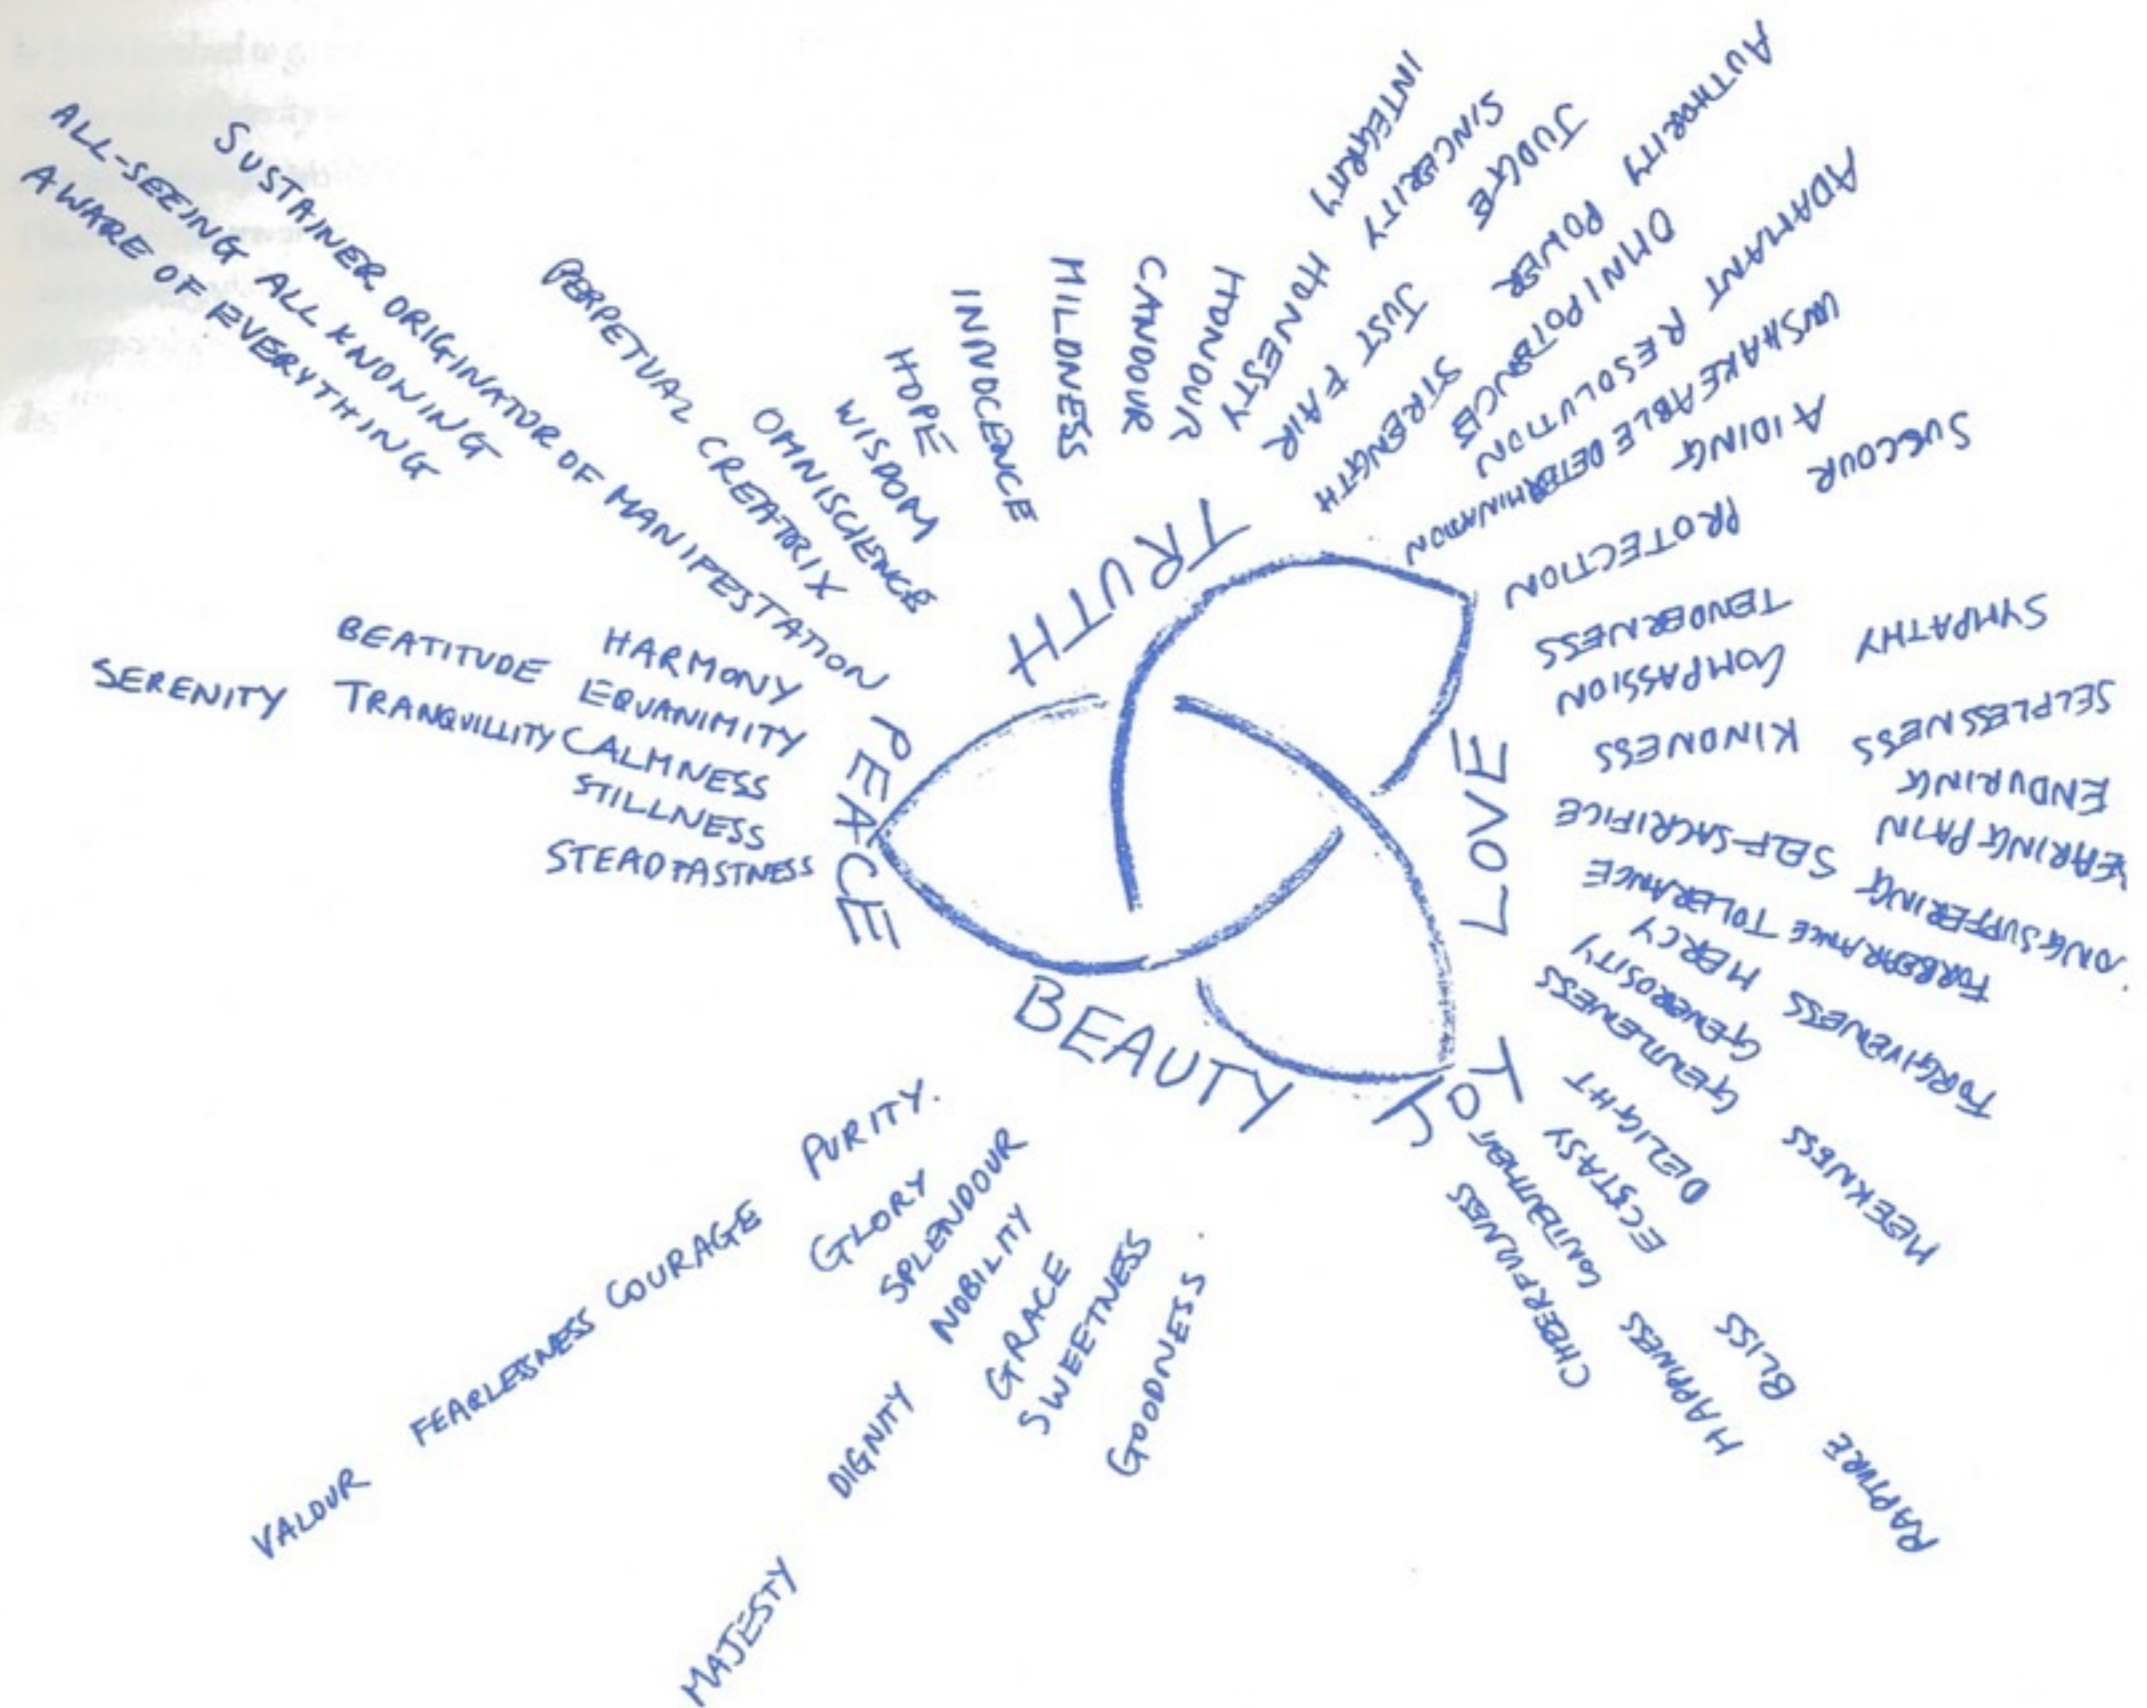 TRUTH
LOVE
JOY
BEAUTY
PEACE
AWARE OF EVERYTHING
ALL-SEEING ALL KNOWING
SUSTAINER ORIGINATOR OF MANIFESTATION
PERPETUAL CREATRIX
OMNISCIENCE
WISDOM
HOPE
INNOCENCE
MILDNESS
CANDOUR
HONOUR
HONESTY
INTEGRITY
SINCERITY
JUST FAIR
JUDGE
STRENGTH
POWER
AUTHORITY
OMNIPOTENCE
RESOLUTION
ADAMANT
UNSHAKEABLE DETERMINATION
AIDING
PROTECTION
SUCCOUR
TENDERNESS
COMPASSION
SYMPATHY
KINDNESS
SELFLESSNESS
ENDURING
EARING PAIN
SELF-SACRIFICE
ONG SUFFERING
FORBEARANCE TOLERANCE
MERCY
FORGIVENESS
GENEROSITY
GENTLENESS
MEEKNESS
DELIGHT
ECSTASY
BLISS
RAPTURE
CONTENTMENT
HAPPINESS
CHEERFULNESS
GOODNESS
SWEETNESS
GRACE
NOBILITY
DIGNITY
MAJESTY
SPLENDOUR
GLORY
PURITY.
COURAGE
FEARLESSNESS
VALOUR
STEADFASTNESS
STILLNESS
CALMNESS
TRANQUILLITY
SERENITY
EQUANIMITY
BEATITUDE
HARMONY